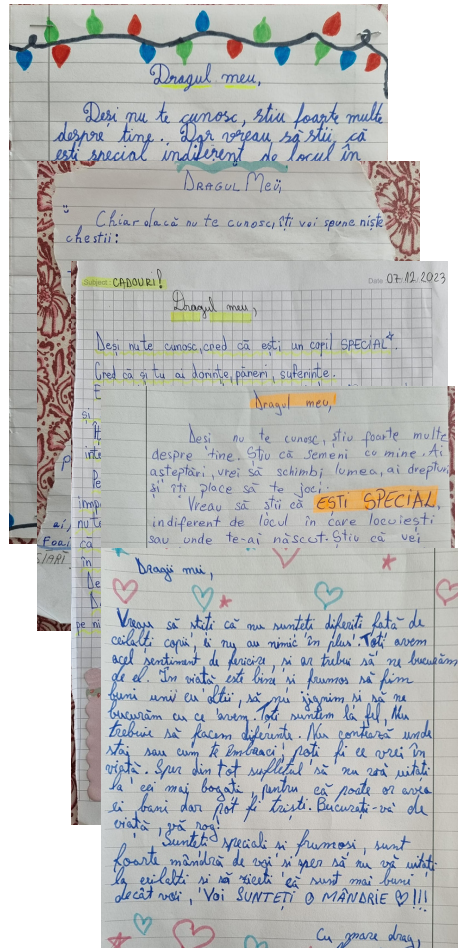 Dragul meu,
Deși nu te cunosc, știu foarte multe
despre tine. Dar vreau să știi că
ești special indiferent de locul în
DRAGUL MEU,
Chiar dacă nu te cunosc, îți voi spune niște
chestii:
Subject: CADOURI!
Date 07.12.2023
Dragul meu,
Deși nu te cunosc, cred că ești un copil SPECIAL*.
Cred că și tu ai dorințe, păreri, suferințe.
Dragul meu,
Deși nu te cunosc, știu foarte multe
despre tine. Știu că semeni cu mine. Ai
așteptări, vrei să schimbi lumea, ai drepturi
și îți place să te joci.
Vreau să știi că EȘTI SPECIAL,
indiferent de locul în care locuiești
sau unde te-ai născut. Știu că vei
Dragii mei,
Vreau să știți că nu sunteți diferiți față de
ceilalți copii, ei nu au nimic în plus. Toți avem
acel sentiment de fericire, și ar trebui să ne bucurăm
de el. În viață est bine și frumos să fim
buni unii cu alții, să nu jignim și să ne
bucurăm cu ce avem. Toți suntem la fel, Nu
trebuie să facem diferențe. Nu contează unde
stai sau cum te îmbraci, poți fi ce vrei în
viață. Sper din tot sufletul să nu vă uitați
la cei mai bogați, pentru că poate or avea
ei bani dar pot fi triști. Bucurați-vă de
viață, vă rog.
Sunteți speciali și frumoși, sunt
foarte mândră de voi și sper să nu vă uitați
la ceilalți și să ziceți că sunt mai buni
decât voi, VOI SUNTEȚI O MÂNDRIE ♡!!!
Cu mare drag,